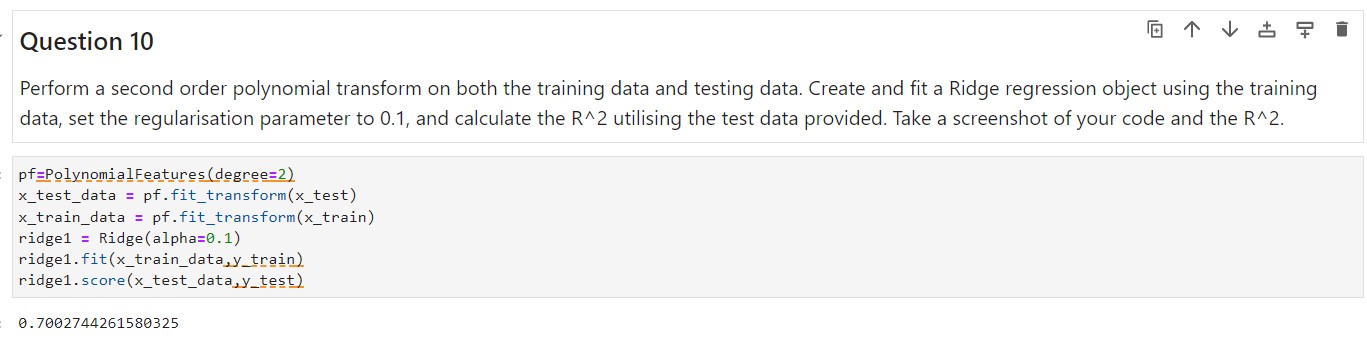 Question 10
Perform a second order polynomial transform on both the training data and testing data. Create and fit a Ridge regression object using the training
data, set the regularisation parameter to 0.1, and calculate the R^2 utilising the test data provided. Take a screenshot of your code and the R^2.
pf=PolynomialFeatures(degree=2)
x_test_data = pf.fit_transform(x_test)
x_train_data = pf.fit_transform(x_train)
ridge1 = Ridge(alpha=0.1)
ridge1.fit(x_train_data,y_train)
ridge1.score(x_test_data,y_test)
0.7002744261580325